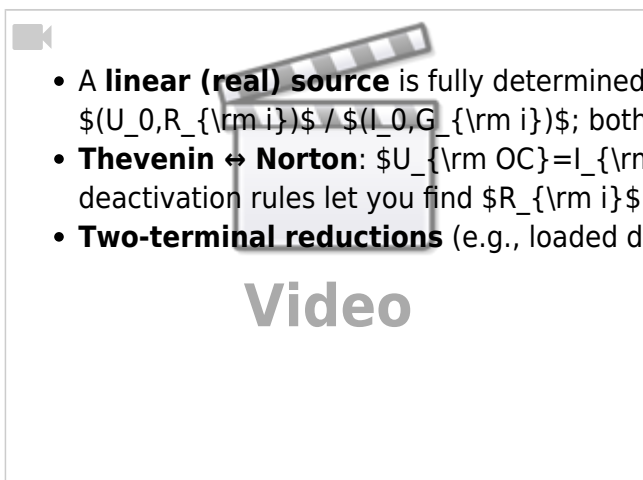 • A linear (real) source is fully determined
$(U_0,R_{\rm i})$ / $(I_0,G_{\rm i})$; both
• Thevenin ↔ Norton: $U_{\rm OC}=I_{\rm
deactivation rules let you find $R_{\rm i}$
• Two-terminal reductions (e.g., loaded d
Video